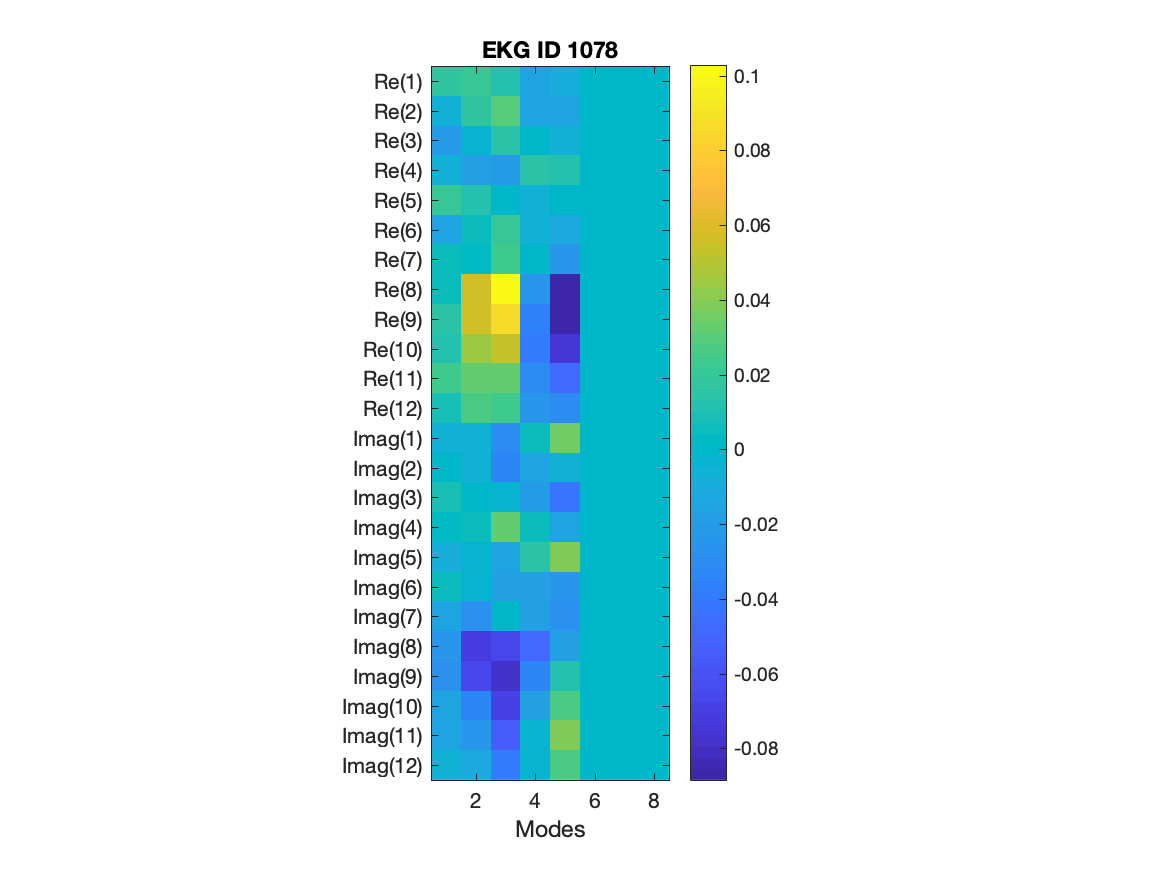 EKG ID 1078
Re(1)
Re(2)
Re(3)
Re(4)
Re(5)
Re(6)
Re(7)
Re(8)
Re(9)
Re(10)
Re(11)
Re(12)
Imag(1)
Imag(2)
Imag(3)
Imag(4)
Imag(5)
Imag(6)
Imag(7)
Imag(8)
Imag(9)
Imag(10)
Imag(11)
Imag(12)
2 4 6 8
Modes
0.1
0.08
0.06
0.04
0.02
0
-0.02
-0.04
-0.06
-0.08